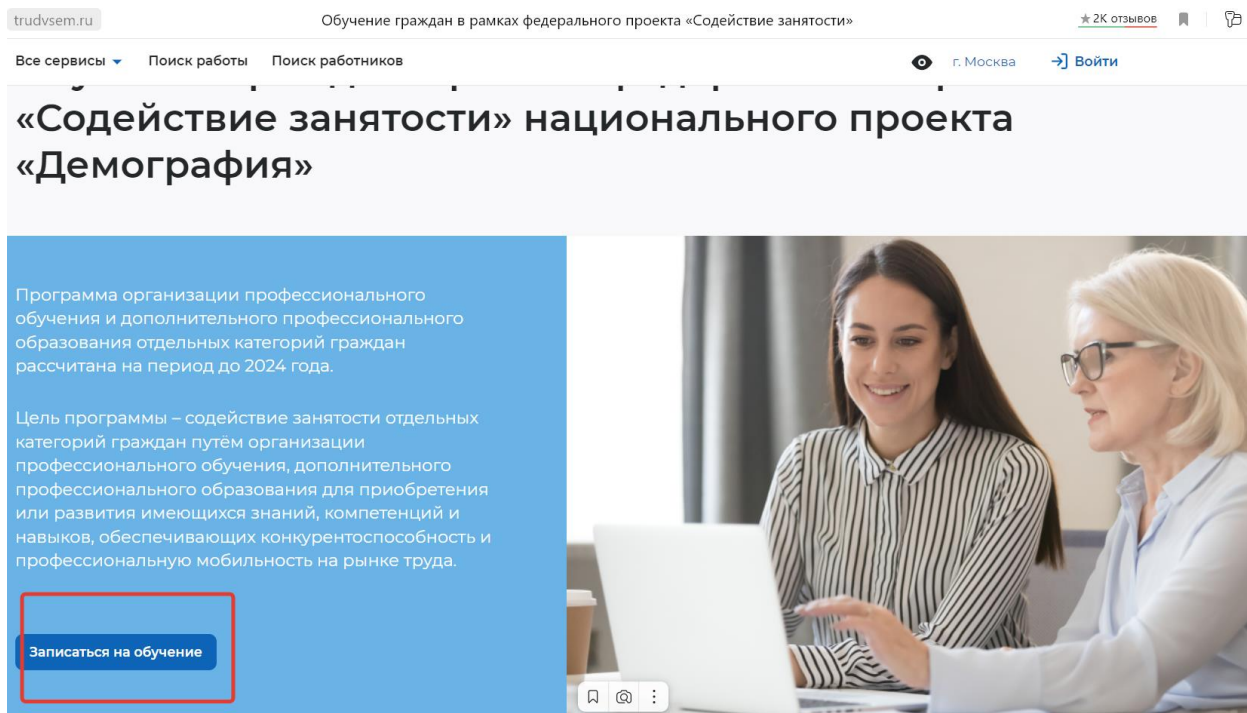 trudvsem.ru
Обучение граждан в рамках федерального проекта «Содействие занятости»
★ 2K отзывов
Все сервисы
Поиск работы
Поиск работников
г. Москва
Войти
«Содействие занятости» национального проекта
«Демография»
Программа организации профессионального
обучения и дополнительного профессионального
образования отдельных категорий граждан
рассчитана на период до 2024 года.
Цель программы – содействие занятости отдельных
категорий граждан путём организации
профессионального обучения, дополнительного
профессионального образования для приобретения
или развития имеющихся знаний, компетенций и
навыков, обеспечивающих конкурентоспособность и
профессиональную мобильность на рынке труда.
Записаться на обучение